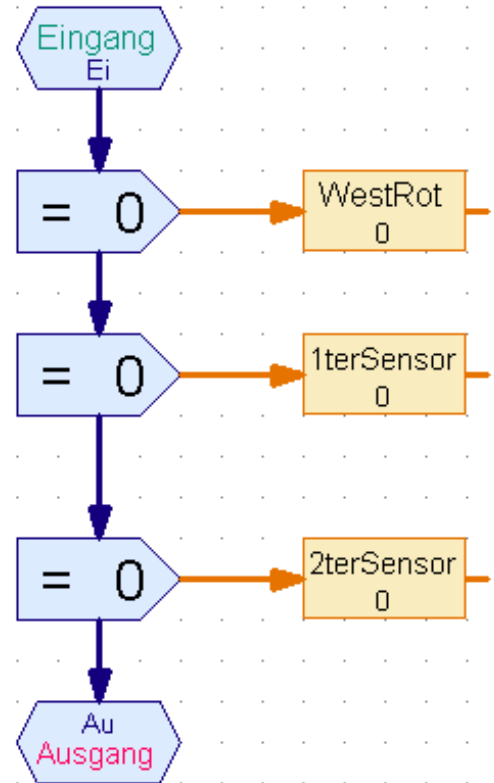 Eingang
Ei
= 0
WestRot
0
= 0
1terSensor
0
= 0
2terSensor
0
Au
Ausgang